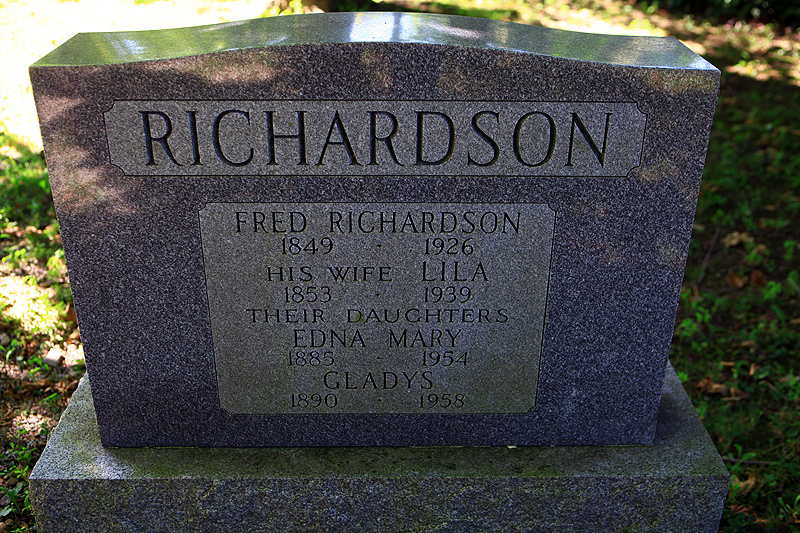 RICHARDSON
FRED RICHARDSON
1849 · 1926
HIS WIFE LILA
1853 · 1939
THEIR DAUGHTERS
EDNA MARY
1885 · 1954
GLADYS
1890 · 1958